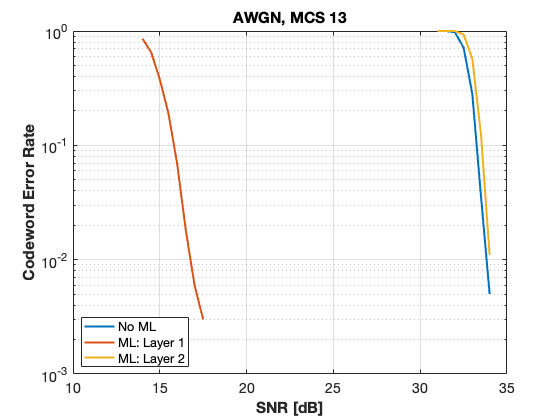 AWGN, MCS 13
10^0
10^-1
10^-2
10^-3
Codeword Error Rate
No ML
ML: Layer 1
ML: Layer 2
10 15 20 25 30 35
SNR [dB]